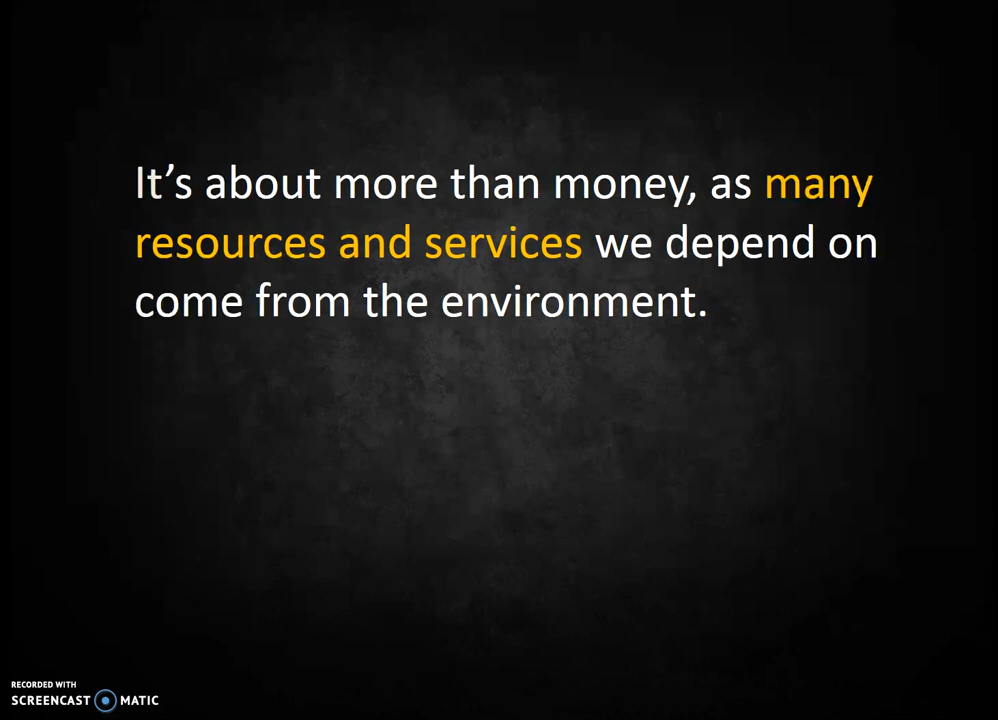 It’s about more than money, as many
resources and services we depend on
come from the environment.
RECORDED WITH
SCREENCAST MATIC